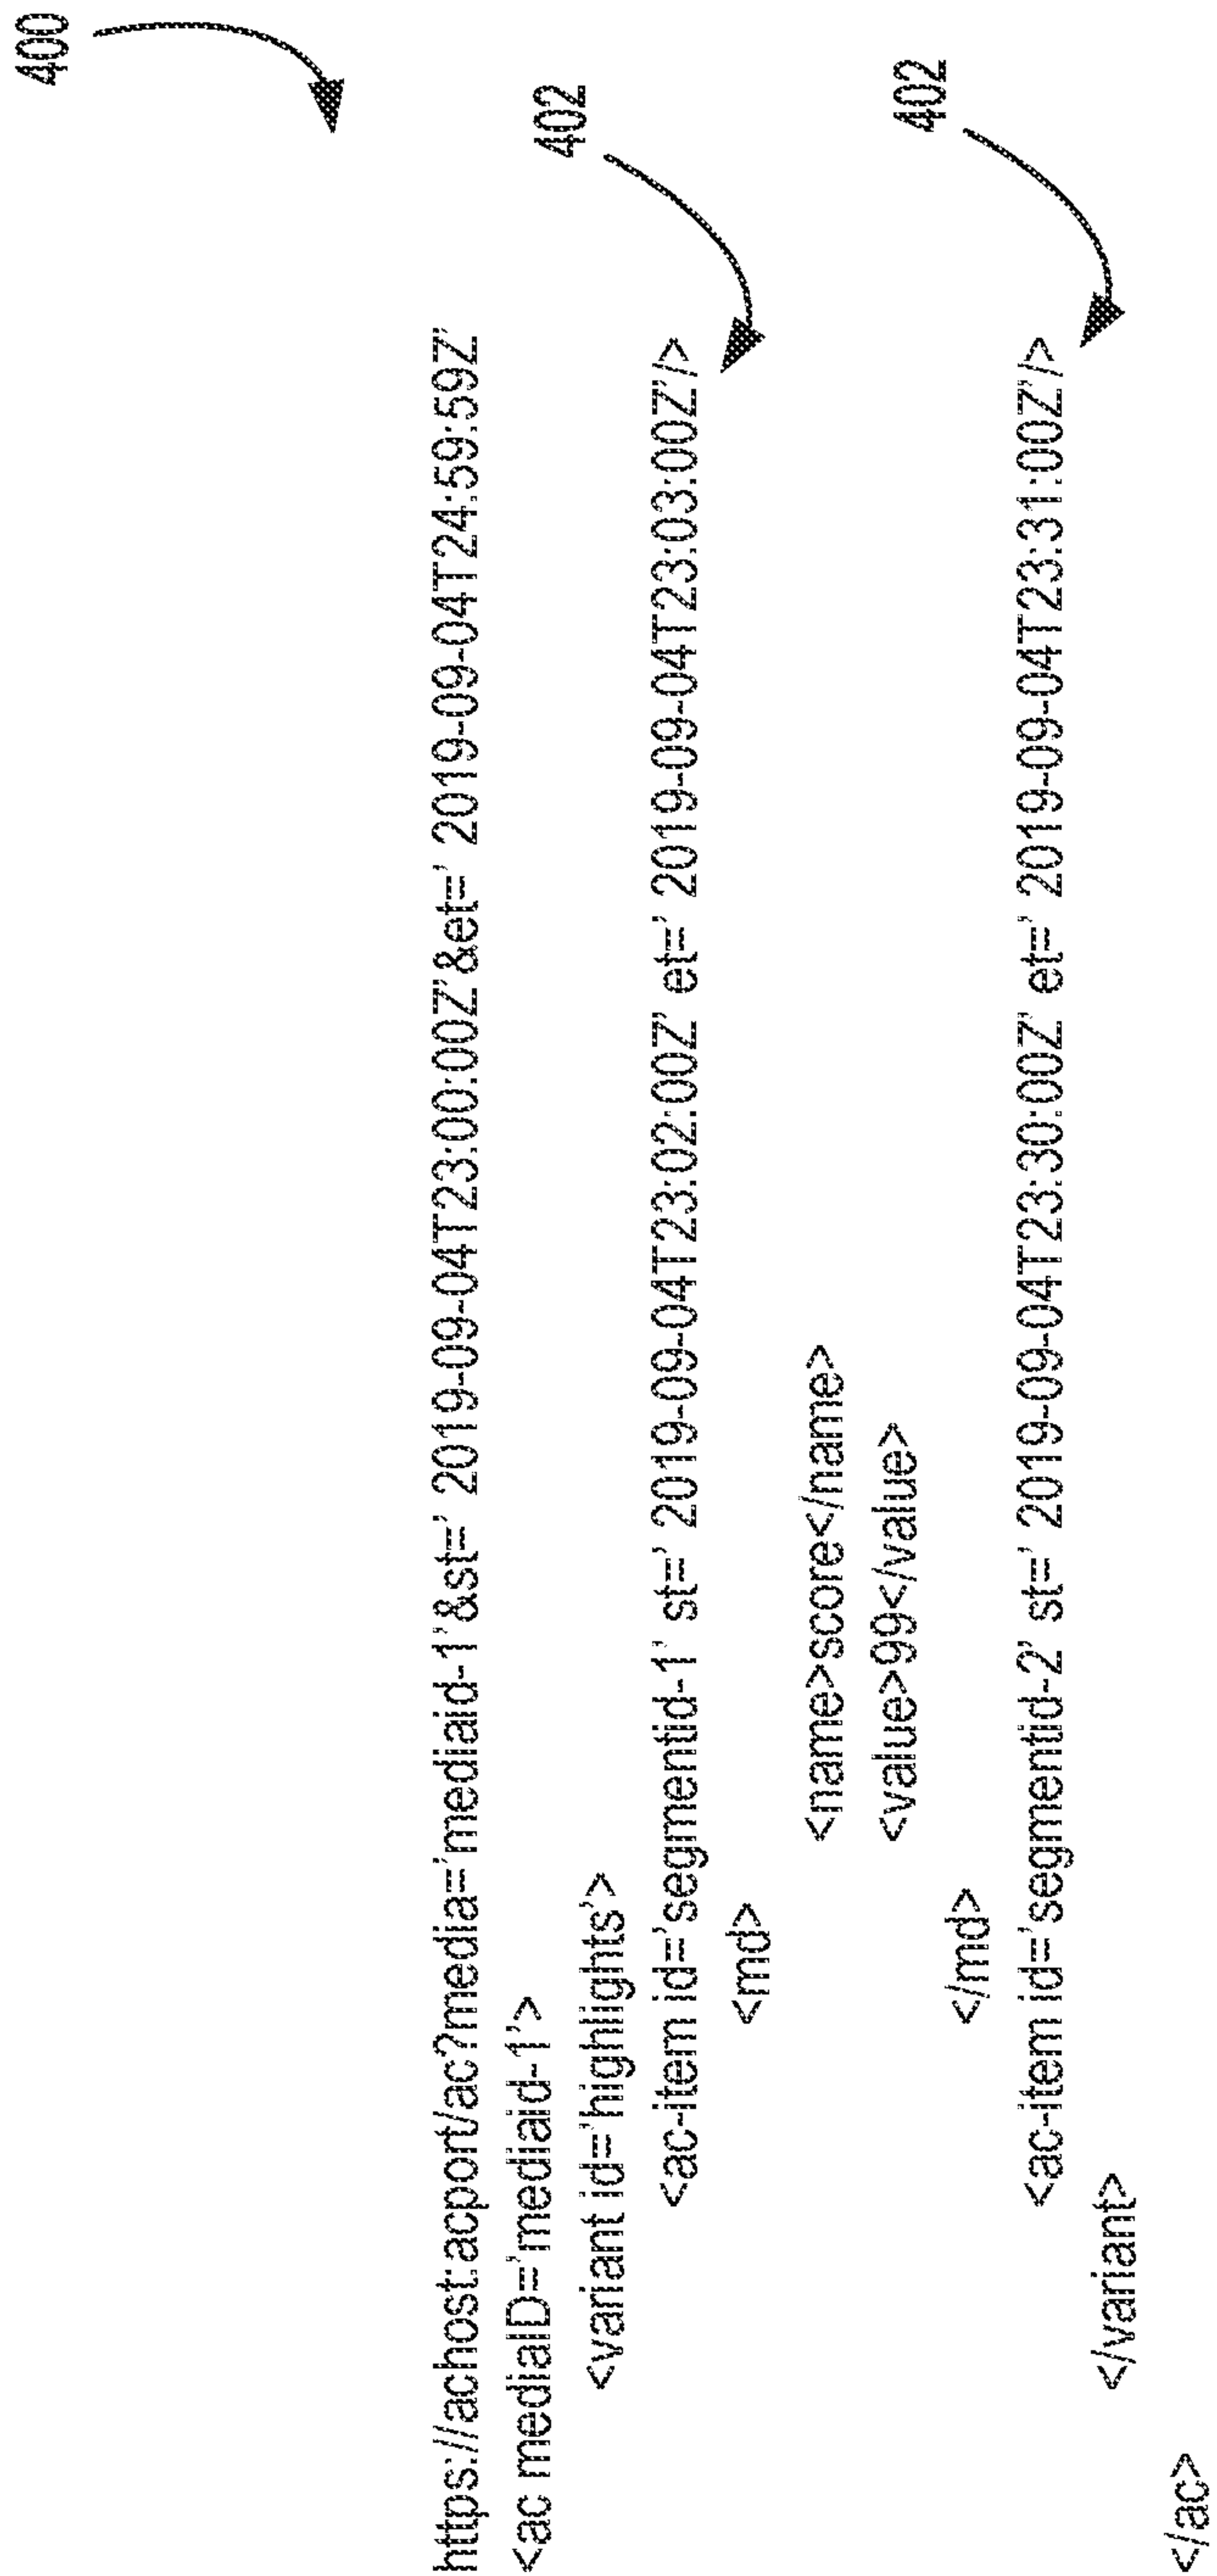 400
https://achost:acport/ac?media='mediaid-1'&st=' 2019-09-04T23:00:00Z'&et=' 2019-09-04T24:59:59Z'
<ac mediaID='mediaid-1'>
402
<variant id='highlights'>
<ac-item id='segmentid-1' st=' 2019-09-04T23:02:00Z' et=' 2019-09-04T23:03:00Z'/>
<md>
<name>score</name>
<value>99</value>
402
</md>
<ac-item id='segmentid-2' st=' 2019-09-04T23:30:00Z' et=' 2019-09-04T23:31:00Z'/>
</variant>
</ac>